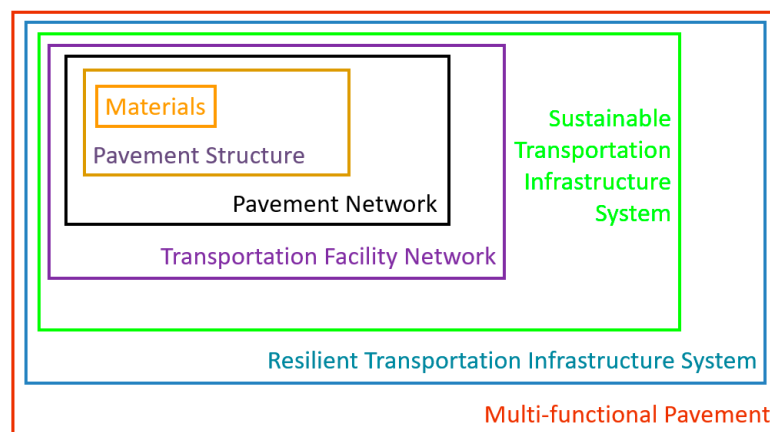 Materials
Pavement Structure
Pavement Network
Transportation Facility Network
Sustainable
Transportation
Infrastructure
System
Resilient Transportation Infrastructure System
Multi-functional Pavement